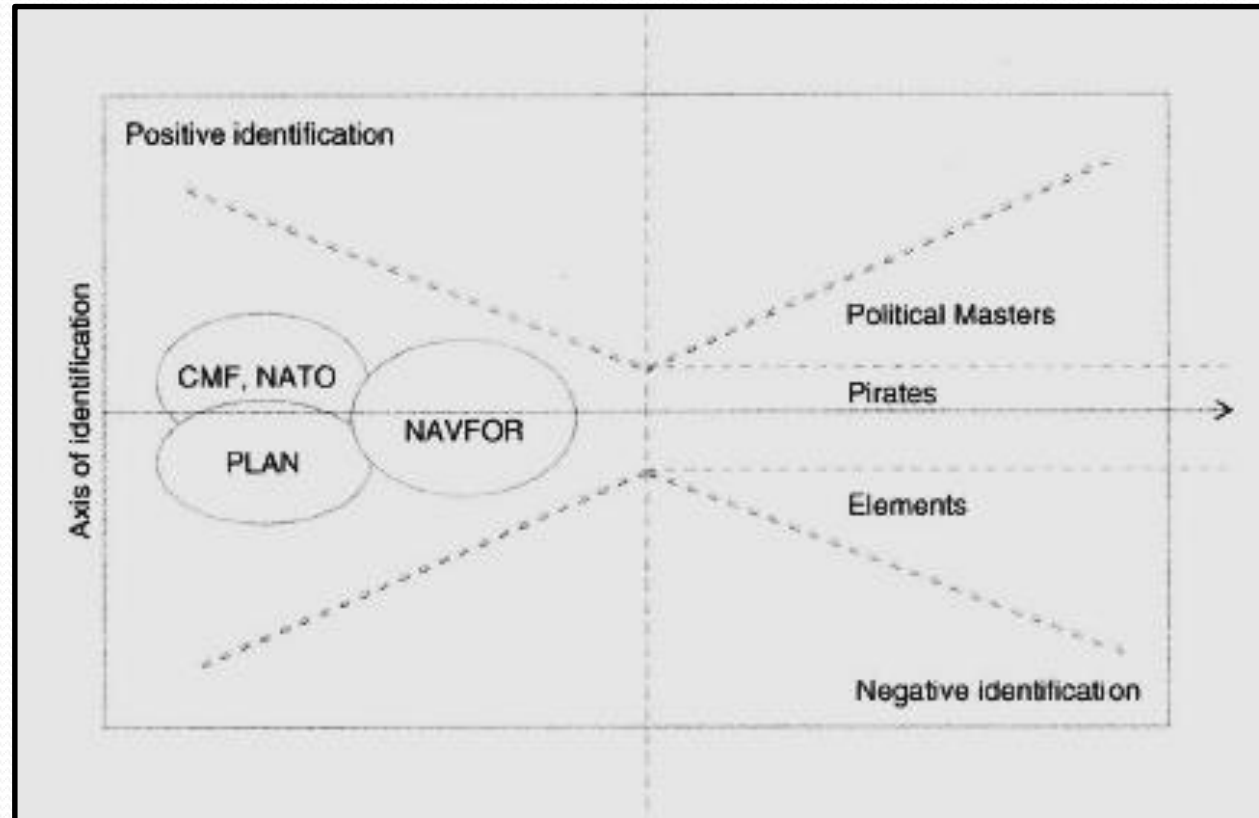 Positive identification
Axis of identification
CMF, NATO
PLAN
NAVFOR
Political Masters
Pirates
Elements
Negative identification